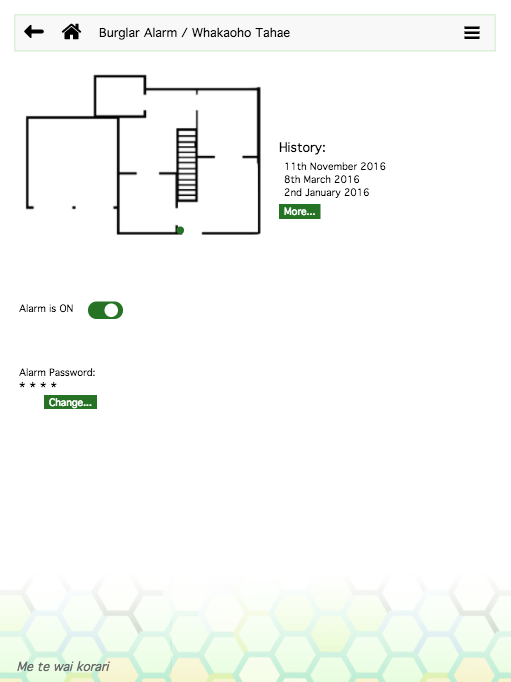 Burglar Alarm / Whakaoho Tahae
History:
11th November 2016
8th March 2016
2nd January 2016
More...
Alarm is ON
Alarm Password:
* * * *
Change...
Me te wai korari